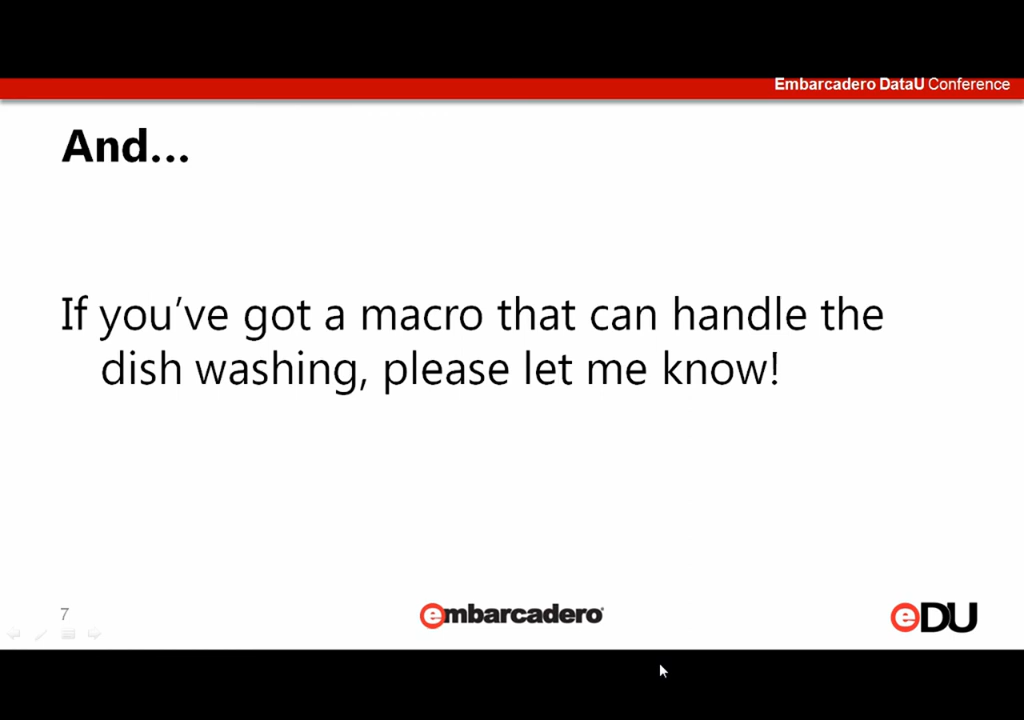 Embarcadero DataU Conference
And...
If you've got a macro that can handle the
dish washing, please let me know!
7
embarcadero
eDU